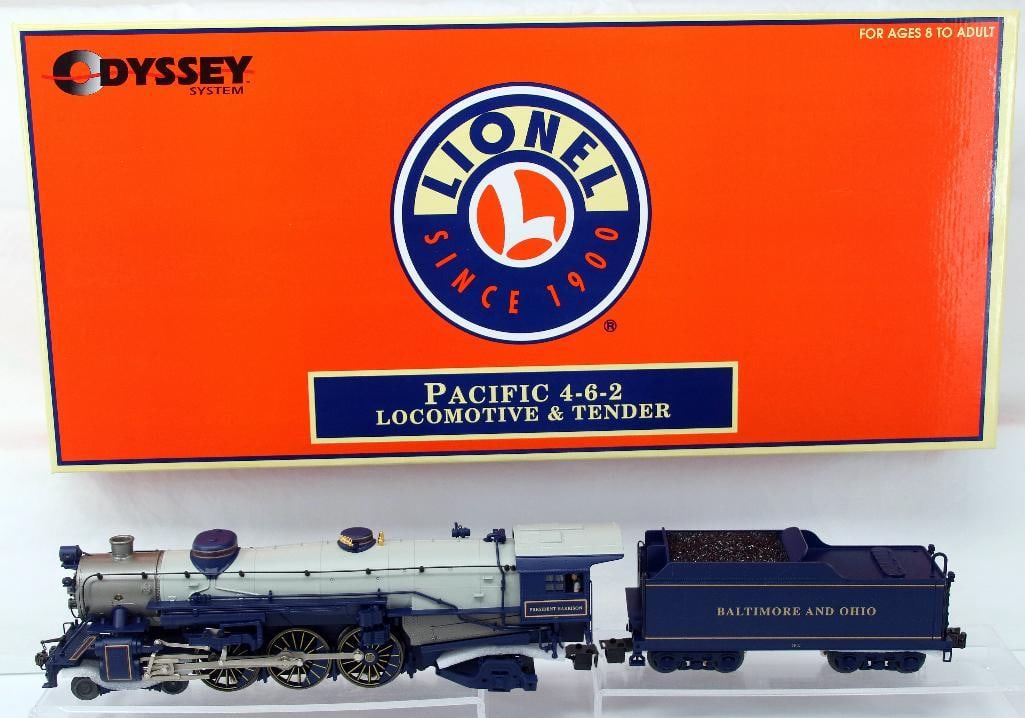 FOR AGES 8 TO ADULT
ODYSSEY
SYSTEM
LIONEL
L
SINCE 1900
®
PACIFIC 4-6-2
LOCOMOTIVE & TENDER
PRESIDENT HARRISON
BALTIMORE AND OHIO